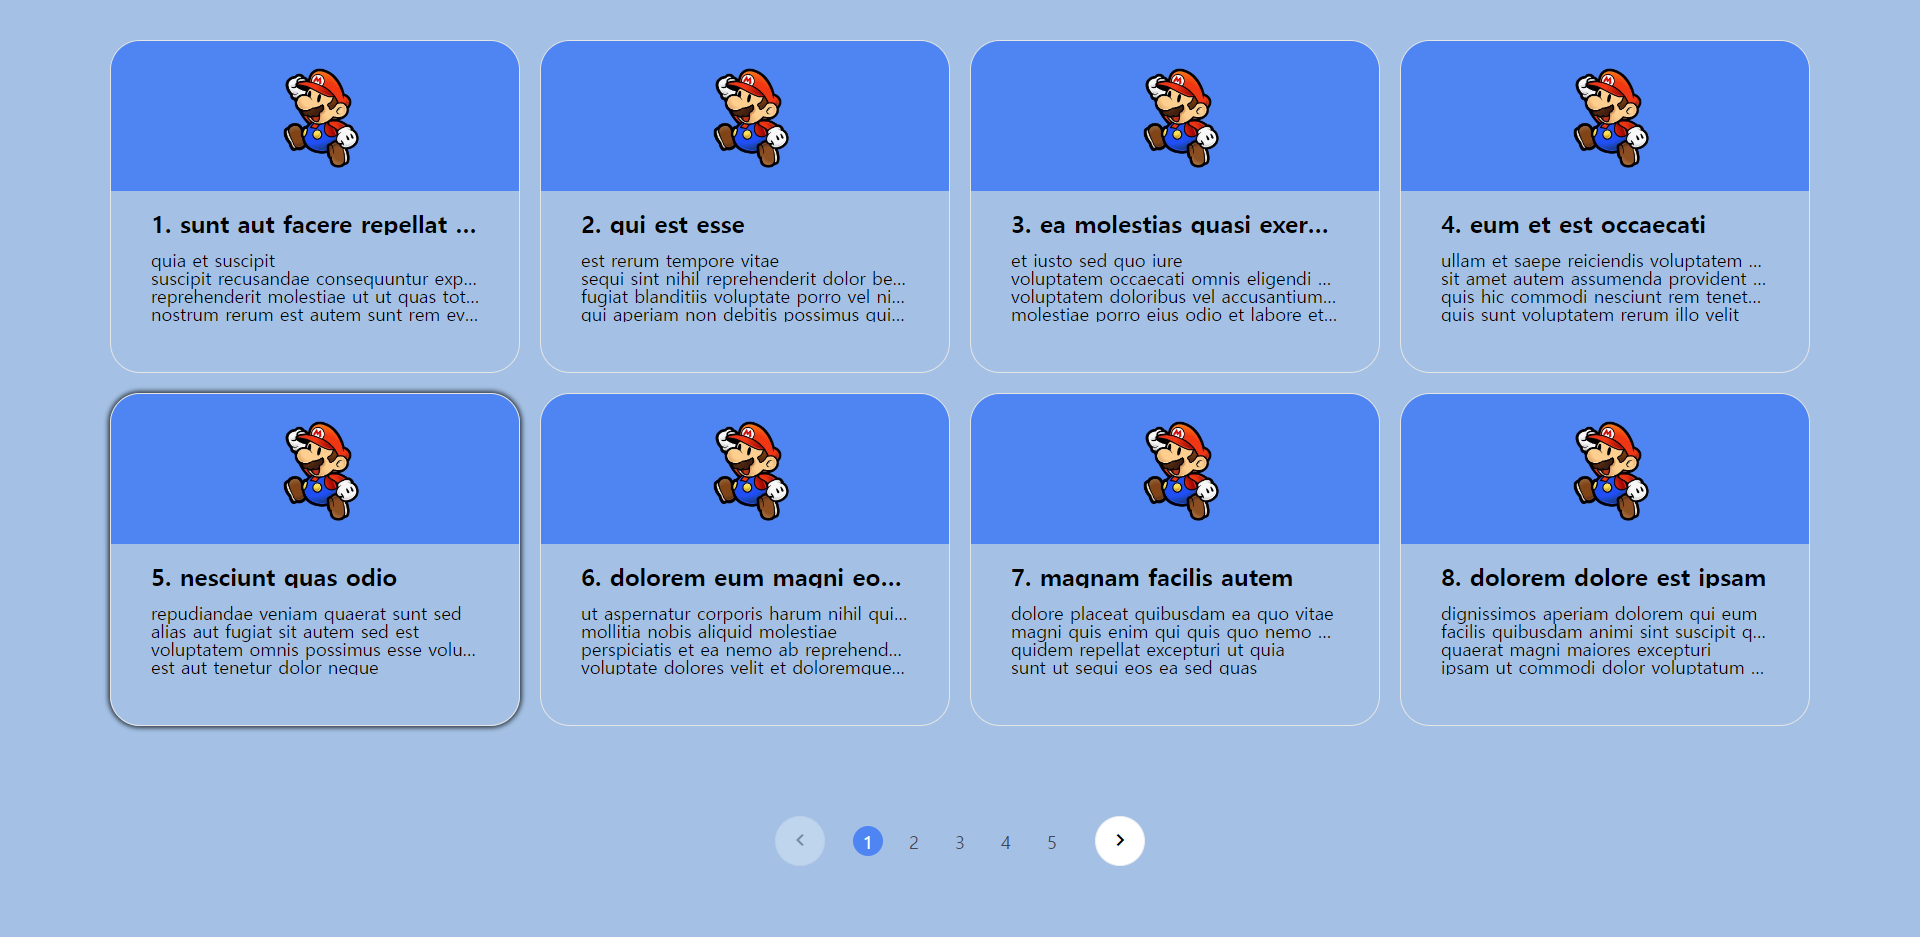 1. sunt aut facere repellat ...
quia et suscipit
suscipit recusandae consequuntur exp...
reprehenderit molestiae ut ut quas tot...
nostrum rerum est autem sunt rem ev...
2. qui est esse
est rerum tempore vitae
sequi sint nihil reprehenderit dolor be...
fugiat blanditiis voluptate porro vel ni...
qui aperiam non debitis possimus qui...
3. ea molestias quasi exer...
et iusto sed quo iure
voluptatem occaecati omnis eligendi ...
voluptatem doloribus vel accusantium...
molestiae porro eius odio et labore et...
4. eum et est occaecati
ullam et saepe reiciendis voluptatem ...
sit amet autem assumenda provident ...
quis hic commodi nesciunt rem tenet...
quis sunt voluptatem rerum illo velit
5. nesciunt quas odio
repudiandae veniam quaerat sunt sed
alias aut fugiat sit autem sed est
voluptatem omnis possimus esse volu...
est aut tenetur dolor neque
6. dolorem eum magni eo...
ut aspernatur corporis harum nihil qui...
mollitia nobis aliquid molestiae
perspiciatis et ea nemo ab reprehend...
voluptate dolores velit et doloremque...
7. magnam facilis autem
dolore placeat quibusdam ea quo vitae
magni quis enim qui quis quo nemo ...
quidem repellat excepturi ut quia
sunt ut sequi eos ea sed quas
8. dolorem dolore est ipsam
dignissimos aperiam dolorem qui eum
facilis quibusdam animi sint suscipit q...
quaerat magni maiores excepturi
ipsam ut commodi dolor voluptatum ...
1 2 3 4 5